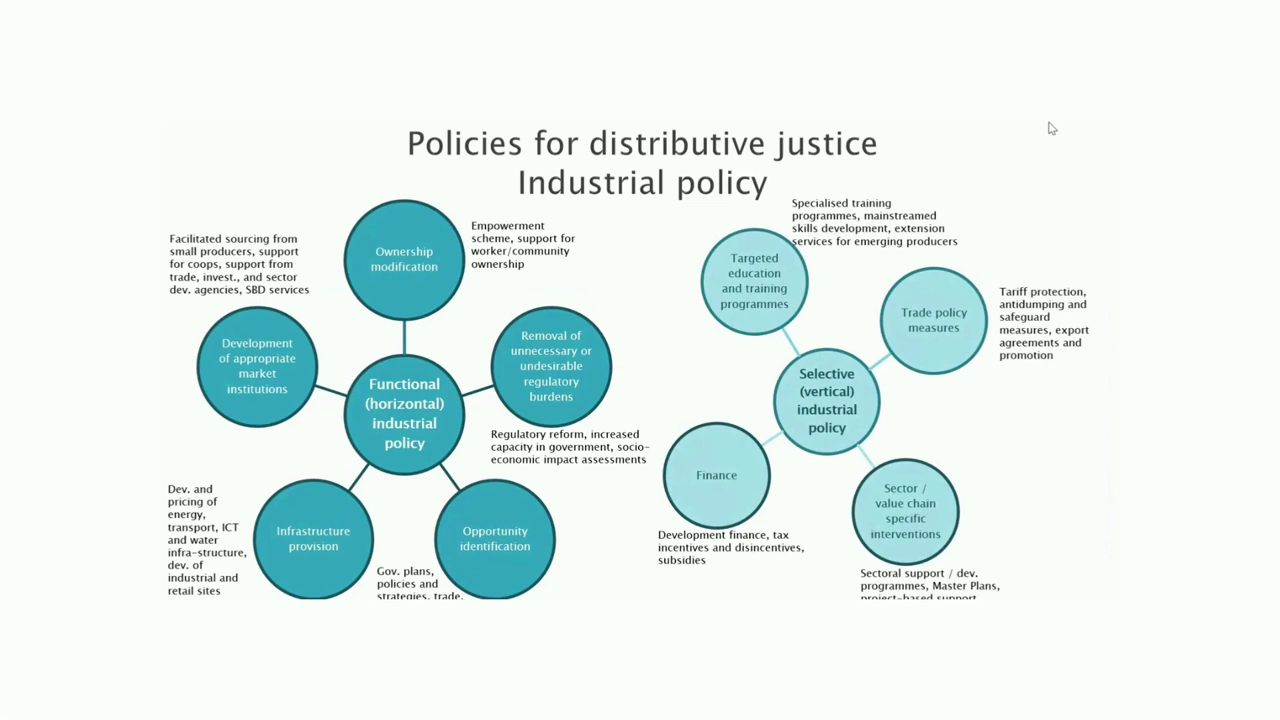 Policies for distributive justice
Industrial policy
Facilitated sourcing from
small producers, support
for coops, support from
trade, invest., and sector
dev. agencies, SBD services
Ownership
modification
Empowerment
scheme, support for
worker/community
ownership
Development
of appropriate
market
institutions
Removal of
unnecessary or
undesirable
regulatory
burdens
Functional
(horizontal)
industrial
policy
Regulatory reform, increased
capacity in government, socio-
economic impact assessments
Dev. and
pricing of
energy,
transport, ICT
and water
infra-structure,
dev. of
industrial and
retail sites
Infrastructure
provision
Opportunity
identification
Gov. plans,
policies and
strategies, trade,
Specialised training
programmes, mainstreamed
skills development, extension
services for emerging producers
Targeted
education
and training
programmes
Trade policy
measures
Tariff protection,
antidumping and
safeguard
measures, export
agreements and
promotion
Selective
(vertical)
industrial
policy
Finance
Development finance, tax
incentives and disincentives,
subsidies
Sector /
value chain
specific
interventions
Sectoral support / dev.
programmes, Master Plans,
project-based support